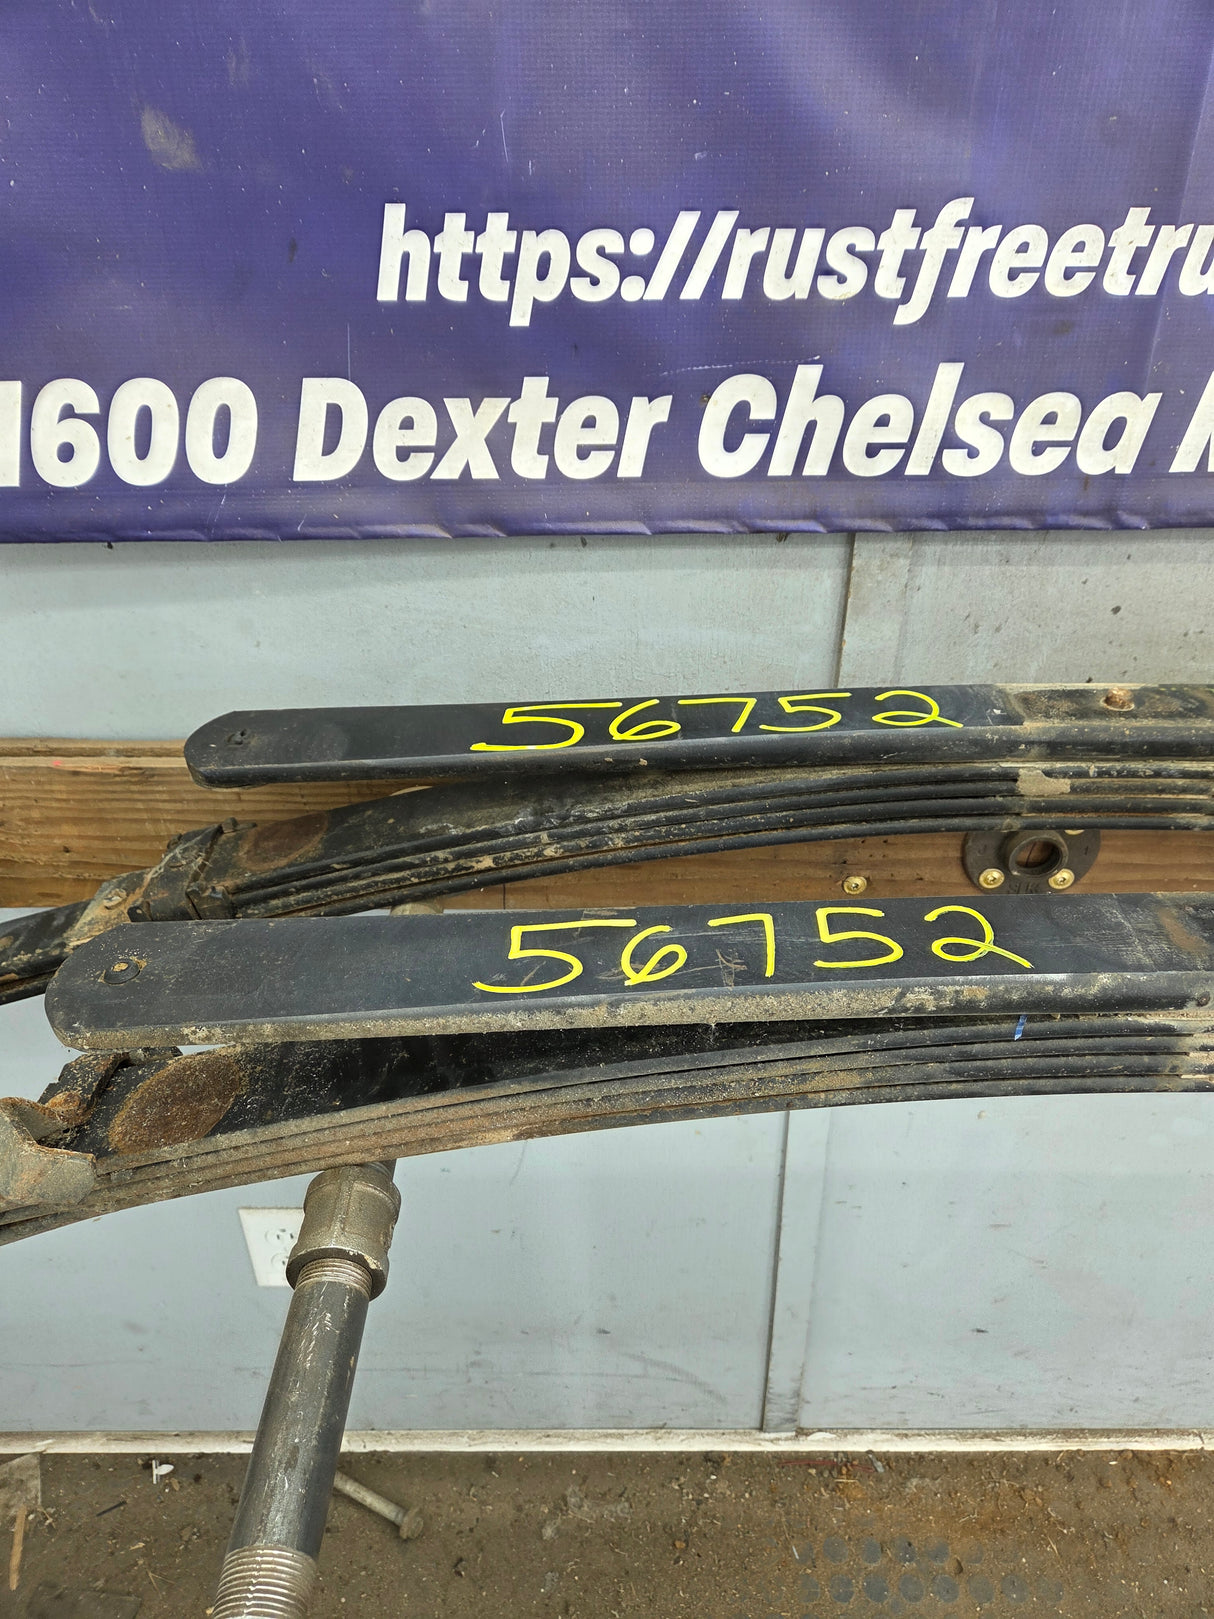 https://rustfreetru
1600 Dexter Chelsea
56752
56752